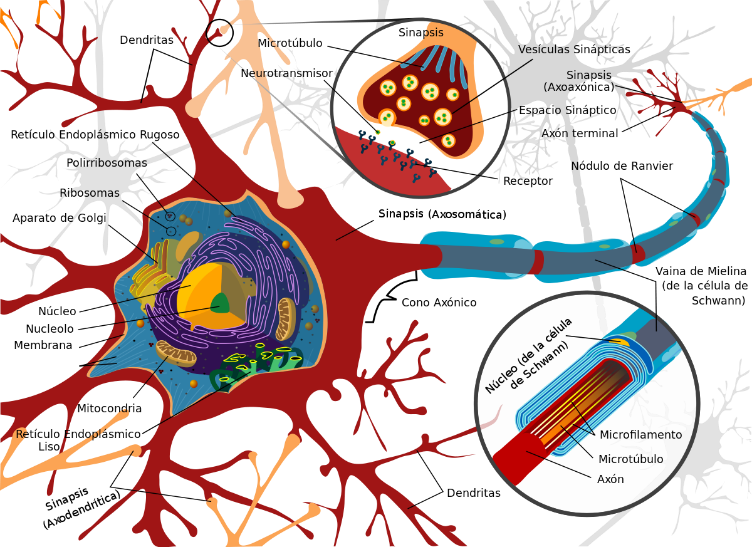 Dendritas
Microtúbulo
Neurotransmisor
Sinapsis
Vesículas Sinápticas
Sinapsis
(Axoaxónica)
Espacio Sináptico
Axón terminal
Receptor
Nódulo de Ranvier
Retículo Endoplásmico Rugoso
Polirribosomas
Ribosomas
Aparato de Golgi
Sinapsis (Axosomática)
Vaina de Mielina
(de la célula de
Schwann)
Cono Axónico
Núcleo
Nucleolo
Membrana
Mitocondria
Retículo Endoplásmico
Liso
Sinapsis
(Axodendrítica)
Dendritas
Núcleo (de la célula
de Schwann)
Microfilamento
Microtúbulo
Axón